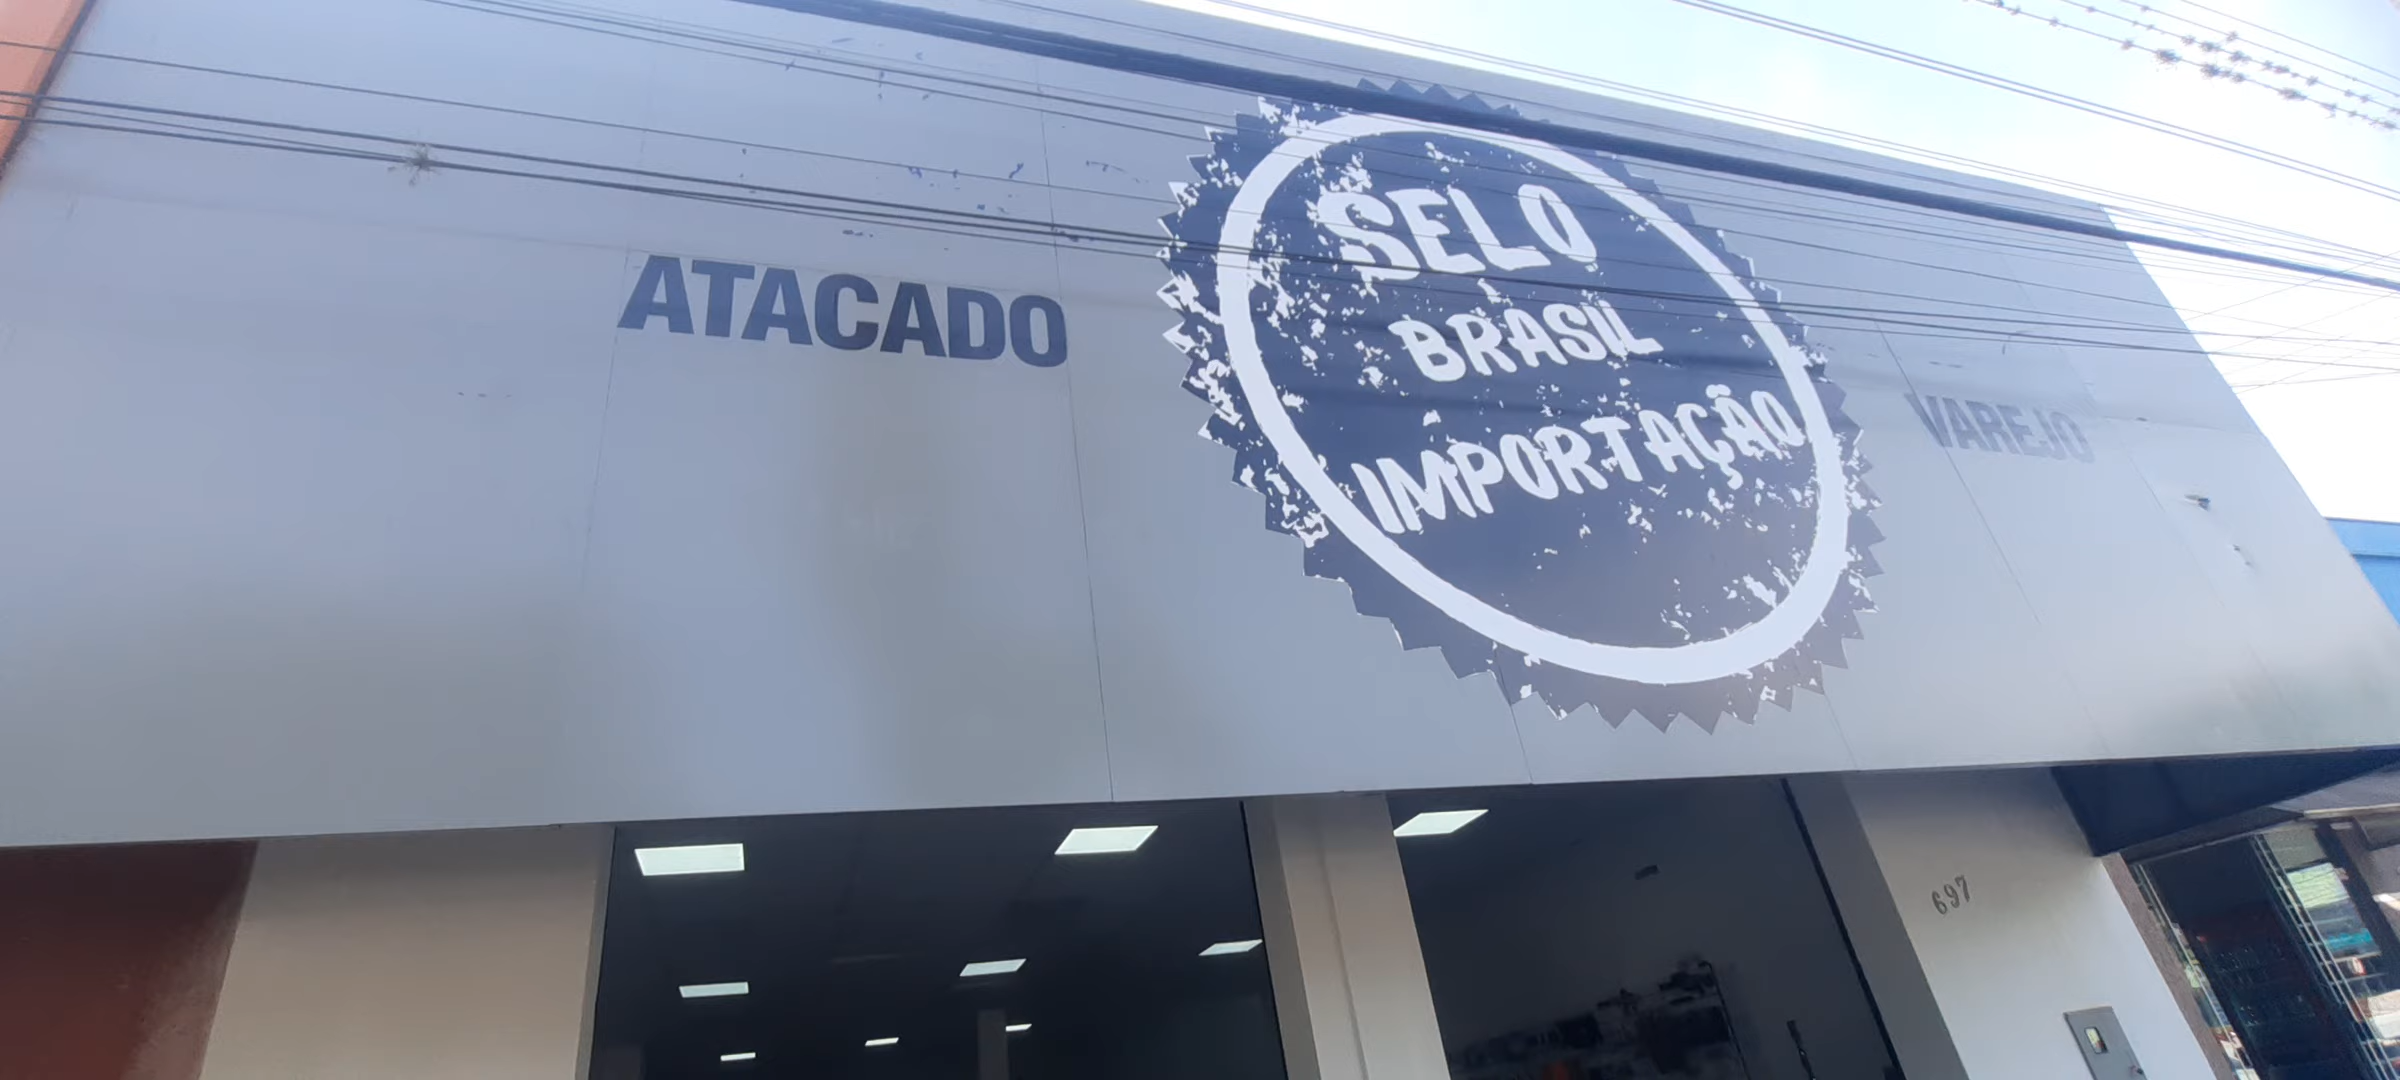 ATACADO
SELO
BRASIL
IMPORTAÇÃO
VAREJO
697